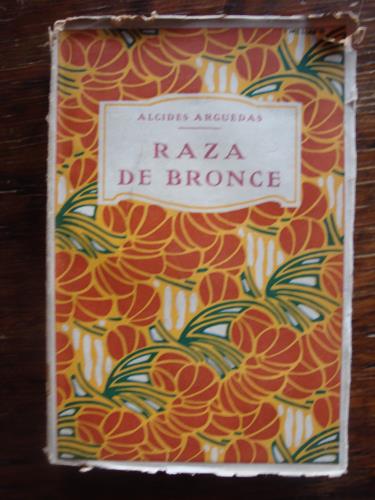 ALCIDES ARGUEDAS
RAZA
DE BRONCE